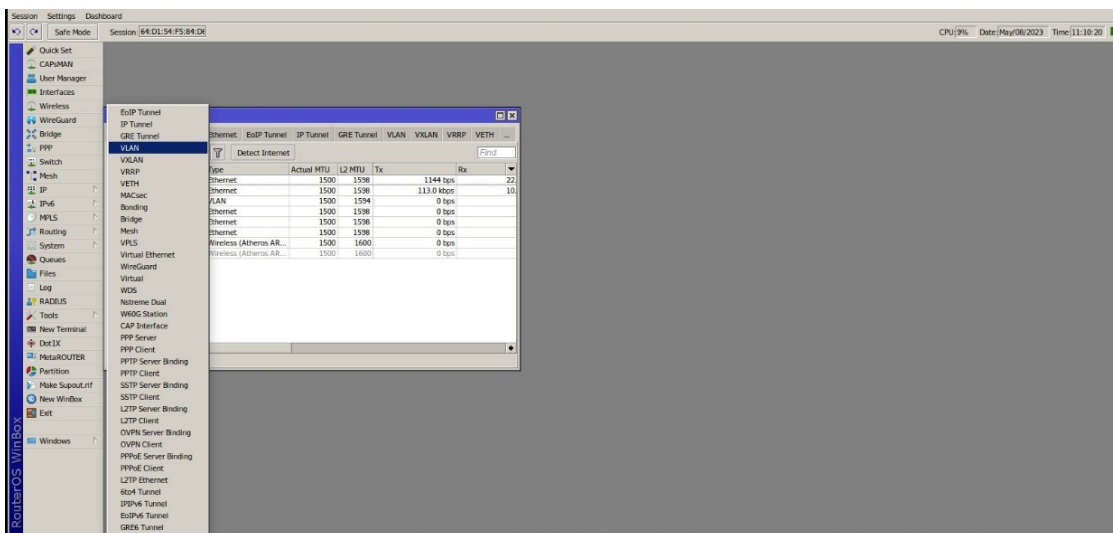 Session Settings Dashboard
Safe Mode Session: 64:D1:54:F5:84:D6 CPU: 9% Date: May/08/2023 Time: 11:10:20
Quick Set
CAPsMAN
User Manager
Interfaces
Wireless
WireGuard
Bridge
PPP
Switch
Mesh
IP
IPv6
MPLS
Routing
System
Queues
Files
Log
RADIUS
Tools
New Terminal
Dot1X
MetaROUTER
Partition
Make Supout.rif
New WinBox
Exit
Windows
RouterOS WinBox
EoIP Tunnel
IP Tunnel
GRE Tunnel
VLAN
VXLAN
VRRP
VETH
MACsec
Bonding
Bridge
Mesh
VPLS
Virtual Ethernet
WireGuard
Virtual
WDS
Nstreme Dual
W60G Station
CAP Interface
PPP Server
PPP Client
PPTP Server Binding
PPTP Client
SSTP Server Binding
SSTP Client
L2TP Server Binding
L2TP Client
OVPN Server Binding
OVPN Client
PPPoE Server Binding
PPPoE Client
L2TP Ethernet
6to4 Tunnel
IPIPv6 Tunnel
EoIPv6 Tunnel
GRE6 Tunnel
Ethernet EoIP Tunnel IP Tunnel GRE Tunnel VLAN VXLAN VRRP VETH ...
Detect Internet Find
Type Actual MTU L2 MTU Tx Rx
Ethernet 1500 1598 1144 bps 22.
Ethernet 1500 1598 113.0 kbps 10.
VLAN 1500 1594 0 bps
Ethernet 1500 1598 0 bps
Ethernet 1500 1598 0 bps
Ethernet 1500 1598 0 bps
Wireless (Atheros AR... 1500 1600 0 bps
Wireless (Atheros AR... 1500 1600 0 bps